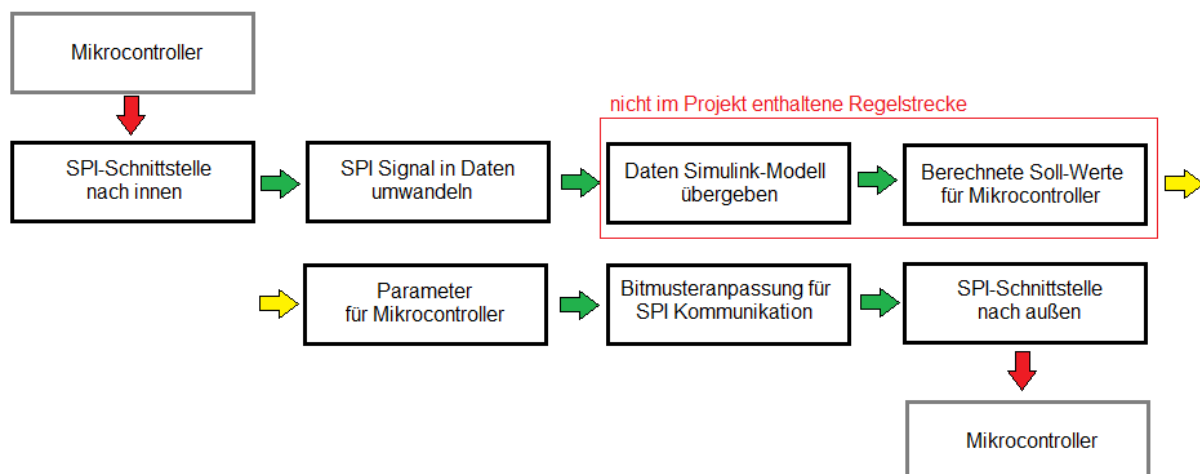 Mikrocontroller
nicht im Projekt enthaltene Regelstrecke
SPI-Schnittstelle
nach innen
SPI Signal in Daten
umwandeln
Daten Simulink-Modell
übergeben
Berechnete Soll-Werte
für Mikrocontroller
Parameter
für Mikrocontroller
Bitmusteranpassung für
SPI Kommunikation
SPI-Schnittstelle
nach außen
Mikrocontroller